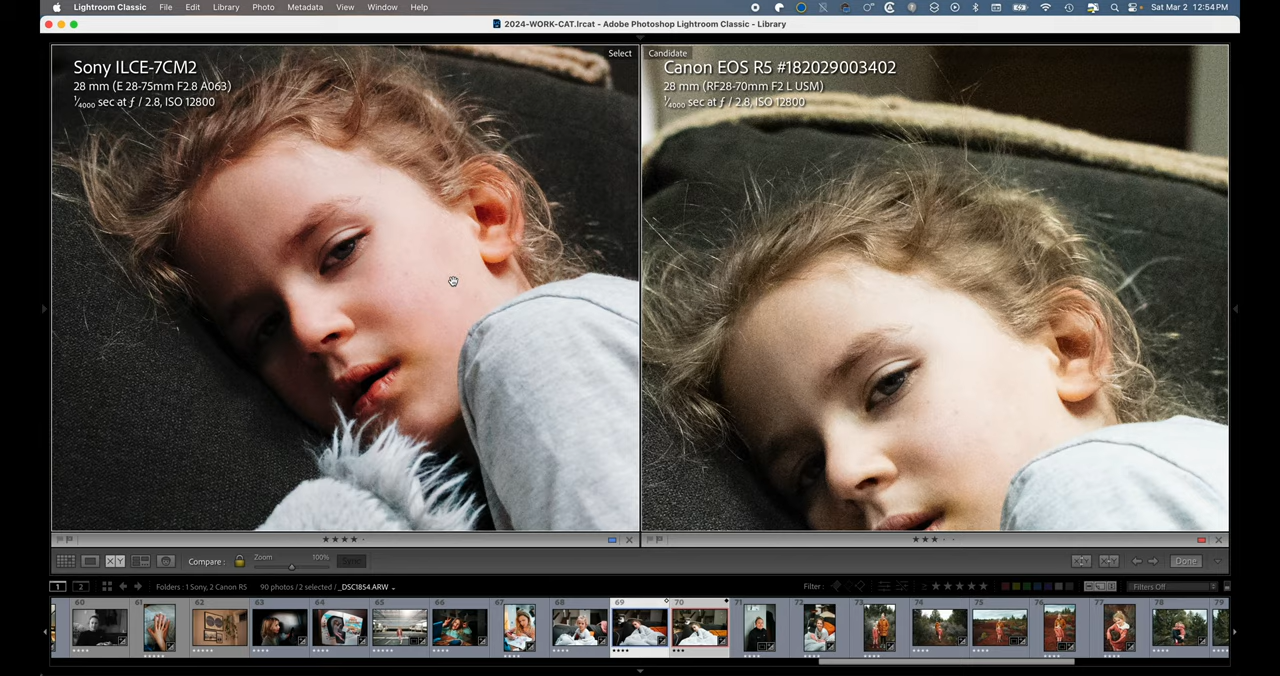 Lightroom Classic File Edit Library Photo Metadata View Window Help Sat Mar 2 12:54 PM
2024-WORK-CAT.lrcat - Adobe Photoshop Lightroom Classic - Library
Sony ILCE-7CM2
28 mm (E 28-75mm F2.8 A063)
1/4000 sec at ƒ / 2.8, ISO 12800
Select
Candidate
Canon EOS R5 #182029003402
28 mm (RF28-70mm F2 L USM)
1/4000 sec at ƒ / 2.8, ISO 12800
XY Compare : Zoom 100% Done
1 2 Folders : 1 Sony, 2 Canon R5 90 photos / 2 selected / _DSC1854.ARW Filter : Filters Off
60 61 62 63 64 65 66 67 68 69 70 71 72 73 74 75 76 77 78 79